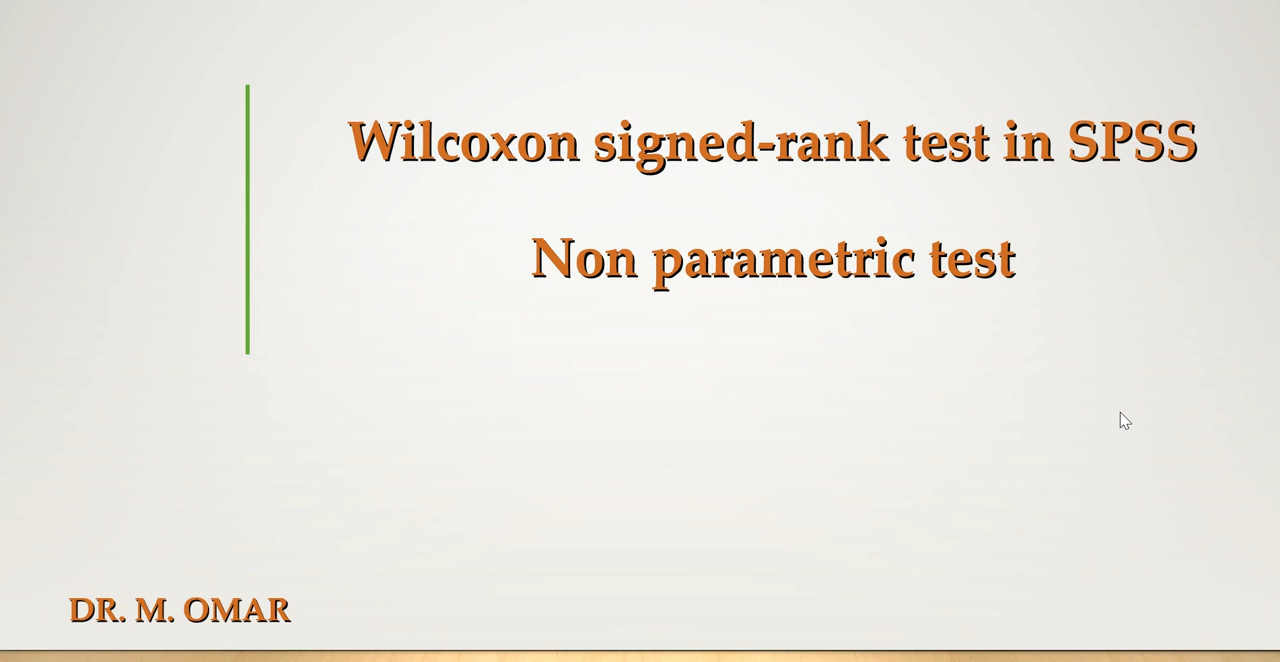 Wilcoxon signed-rank test in SPSS
Non parametric test
DR. M. OMAR